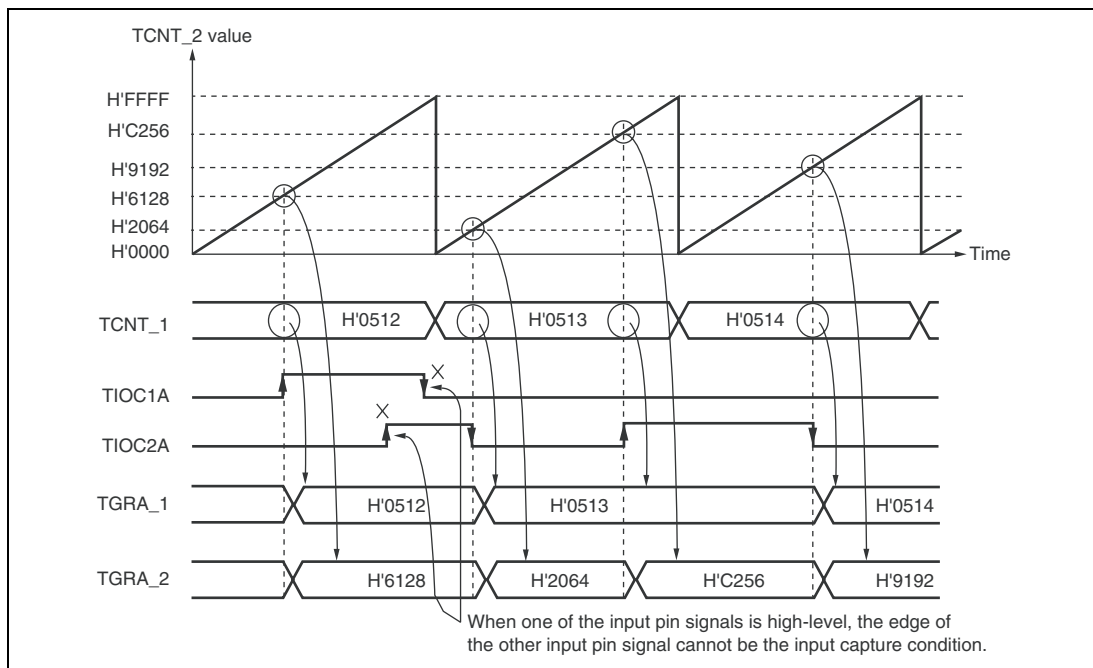 TCNT_2 value
H'FFFF
H'C256
H'9192
H'6128
H'2064
H'0000
Time
TCNT_1 H'0512 H'0513 H'0514
TIOC1A X
X
TIOC2A
TGRA_1 H'0512 H'0513 H'0514
TGRA_2 H'6128 H'2064 H'C256 H'9192
When one of the input pin signals is high-level, the edge of
the other input pin signal cannot be the input capture condition.